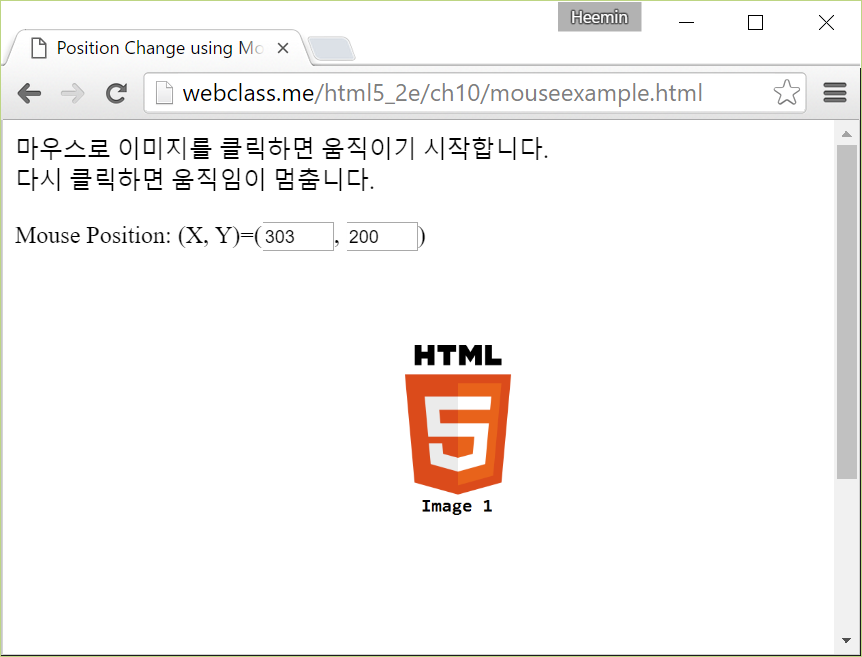 Heemin
Position Change using Mo
webclass.me/html5_2e/ch10/mouseexample.html
마우스로 이미지를 클릭하면 움직이기 시작합니다.
다시 클릭하면 움직임이 멈춥니다.
Mouse Position: (X, Y)=(303, 200)
HTML
5
Image 1